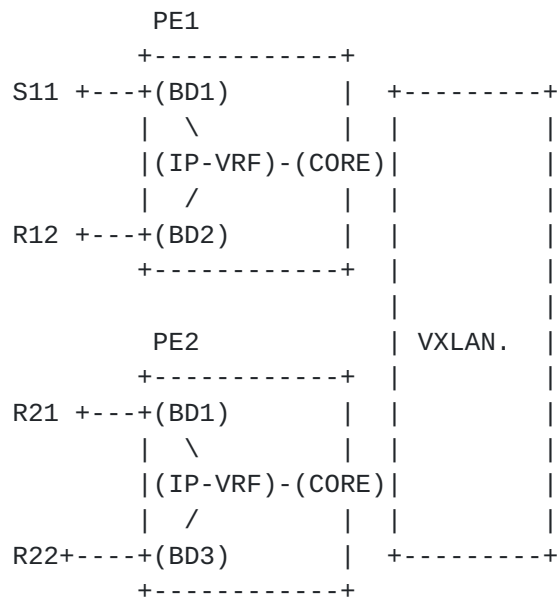 PE1
+------------+
S11 +---+(BD1) | +---------+
| \ | | |
|(IP-VRF)-(CORE)| |
| / | | |
R12 +---+(BD2) | | |
+------------+ | |
| |
PE2 | VXLAN. |
+------------+ | |
R21 +---+(BD1) | | |
| \ | | |
|(IP-VRF)-(CORE)| |
| / | | |
R22+----+(BD3) | +---------+
+------------+